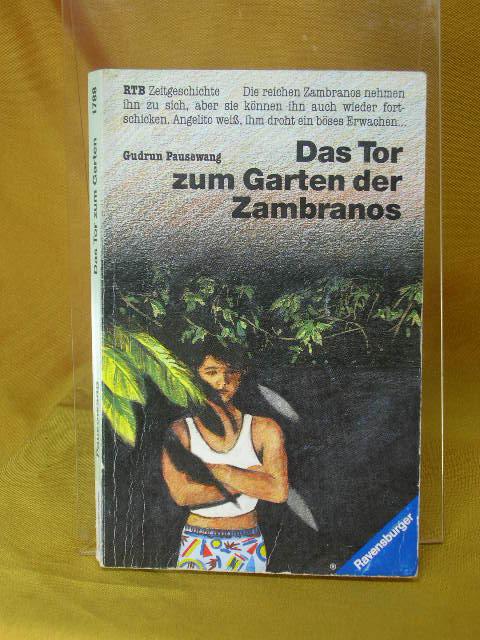 RTB Zeitgeschichte Die reichen Zambranos nehmen
ihn zu sich, aber sie können ihn auch wieder fort-
schicken. Angelito weiß, ihm droht ein böses Erwachen...
Gudrun Pausewang
Das Tor
zum Garten der
Zambranos
Ravensburger
®
Pausewang Das Tor zum Garten 1788